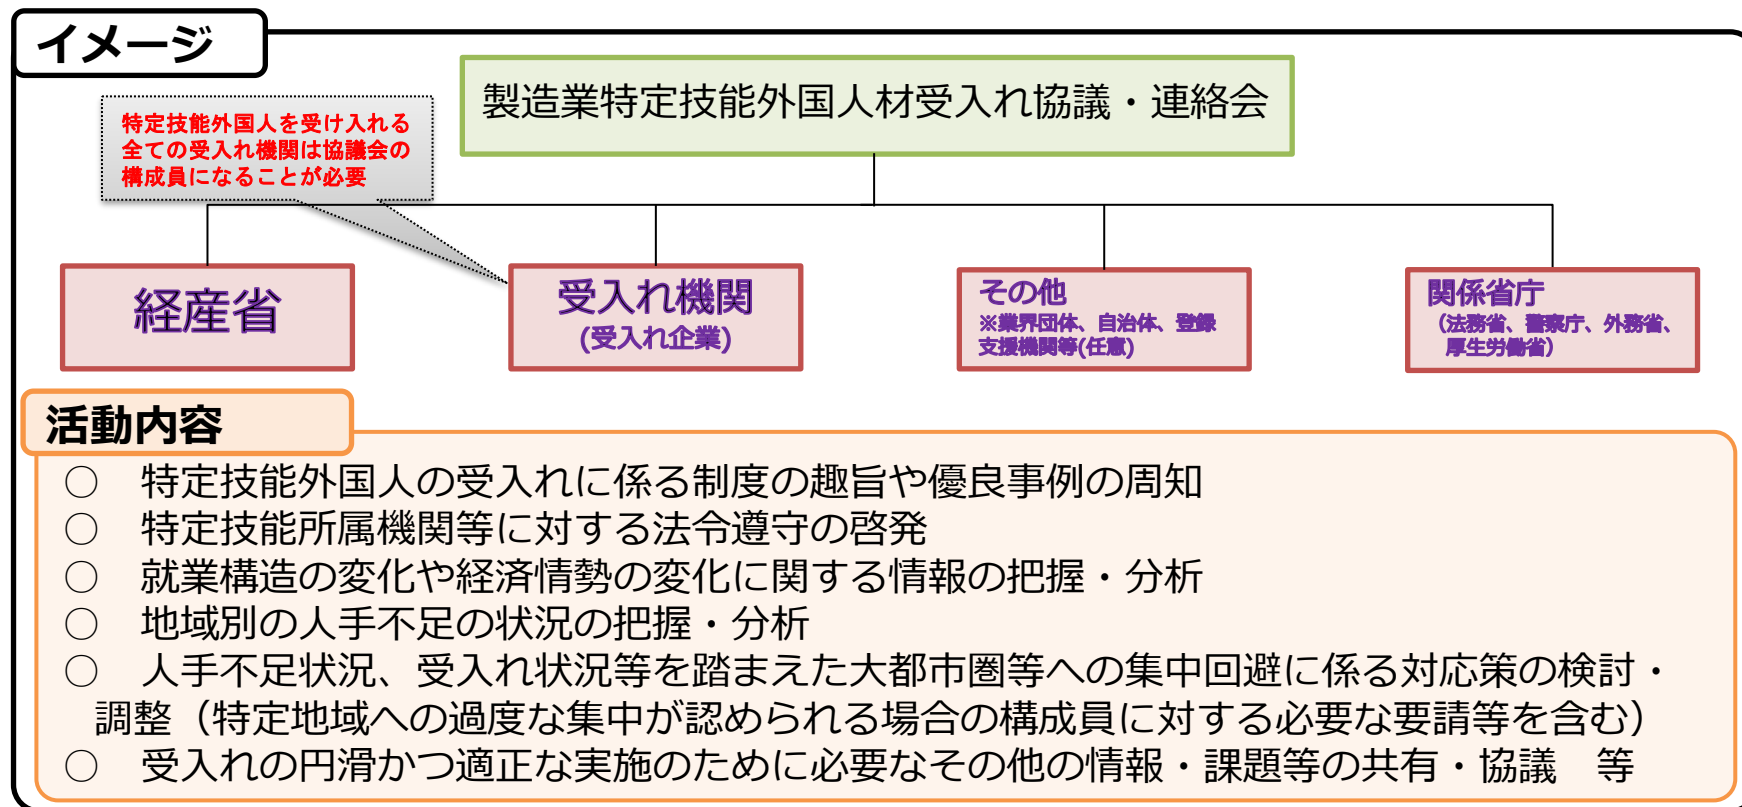 イメージ
製造業特定技能外国人材受入れ協議・連絡会
特定技能外国人を受け入れる
全ての受入れ機関は協議会の
構成員になることが必要
経産省
受入れ機関
(受入れ企業)
その他
※業界団体、自治体、登録
支援機関等(任意)
関係省庁
（法務省、警察庁、外務省、
厚生労働省）
活動内容
○　特定技能外国人の受入れに係る制度の趣旨や優良事例の周知
○　特定技能所属機関等に対する法令遵守の啓発
○　就業構造の変化や経済情勢の変化に関する情報の把握・分析
○　地域別の人手不足の状況の把握・分析
○　人手不足状況、受入れ状況等を踏まえた大都市圏等への集中回避に係る対応策の検討・
調整（特定地域への過度な集中が認められる場合の構成員に対する必要な要請等を含む）
○　受入れの円滑かつ適正な実施のために必要なその他の情報・課題等の共有・協議　等